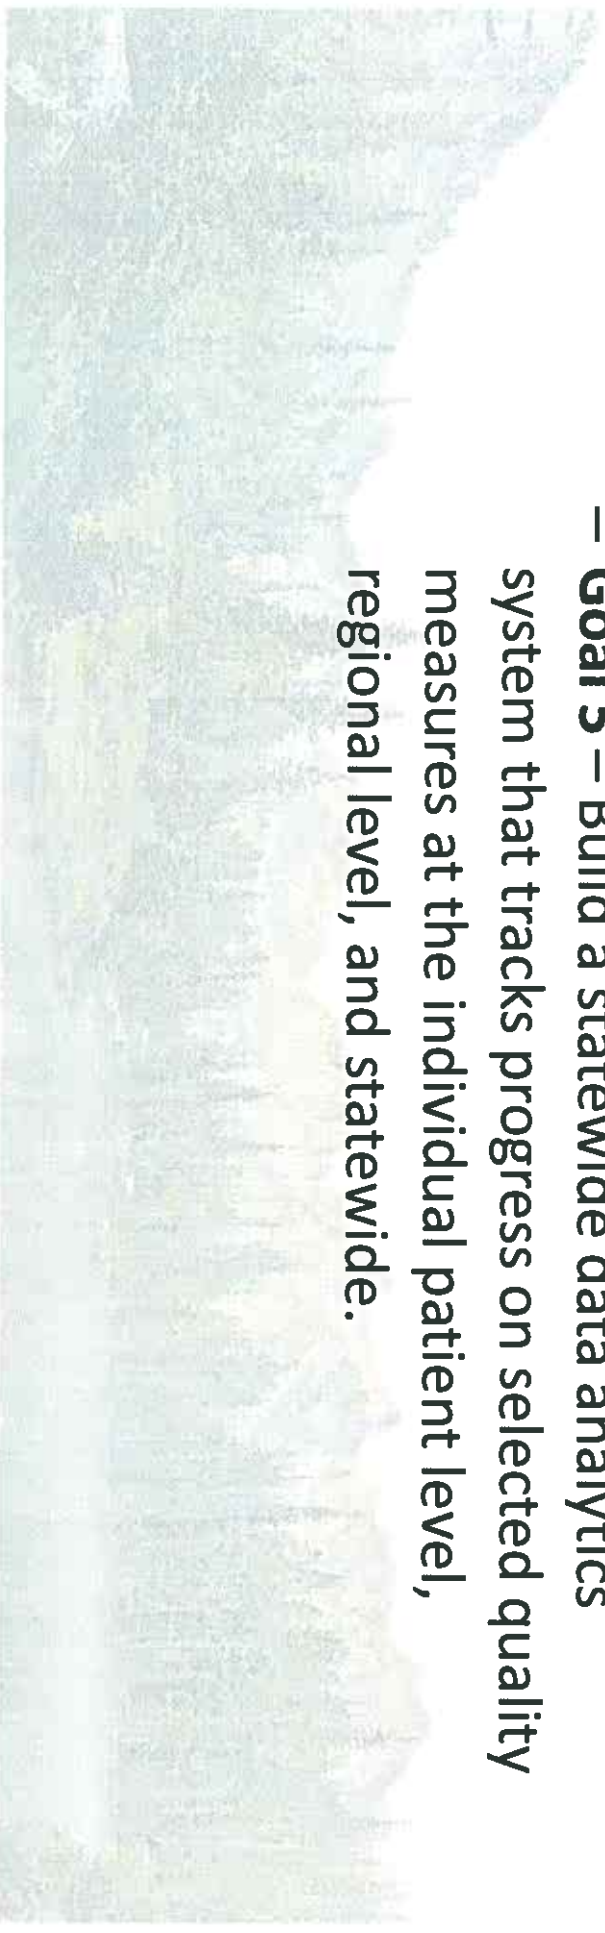 – Goal 5 – Build a statewide data analytics
system that tracks progress on selected quality
measures at the individual patient level,
regional level, and statewide.